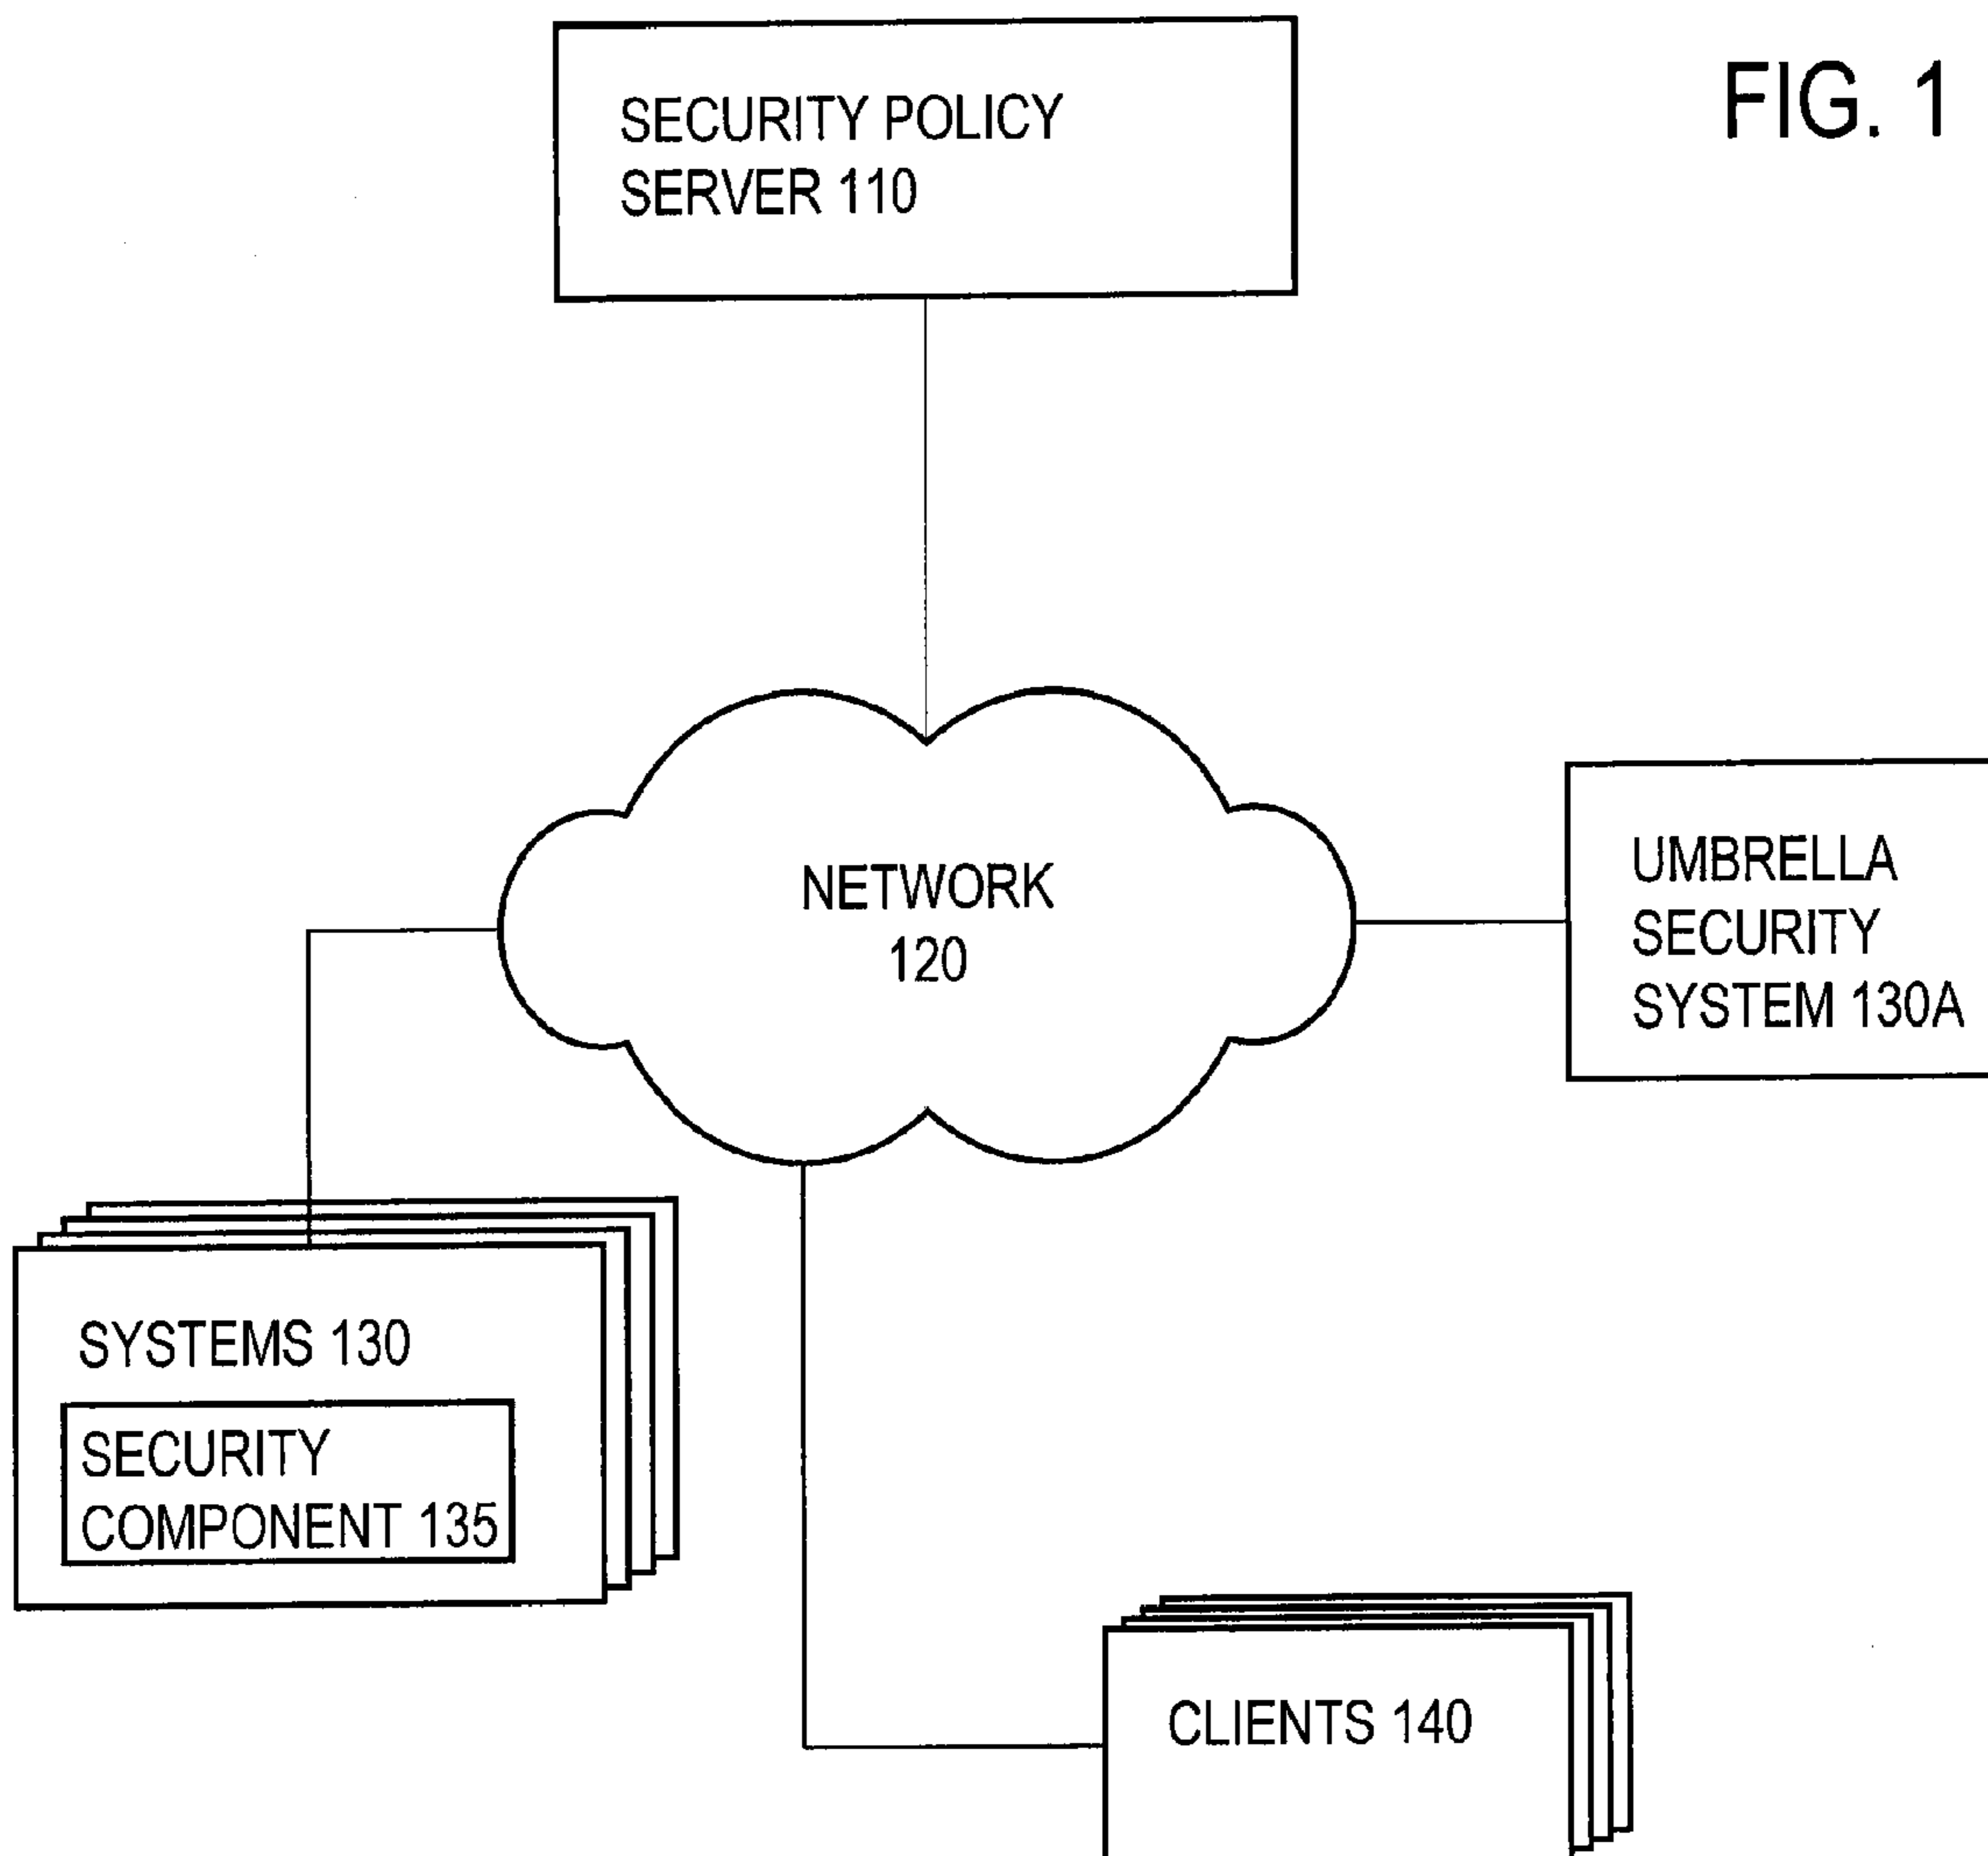 FIG. 1
SECURITY POLICY
SERVER 110
NETWORK
120
UMBRELLA
SECURITY
SYSTEM 130A
SYSTEMS 130
SECURITY
COMPONENT 135
CLIENTS 140